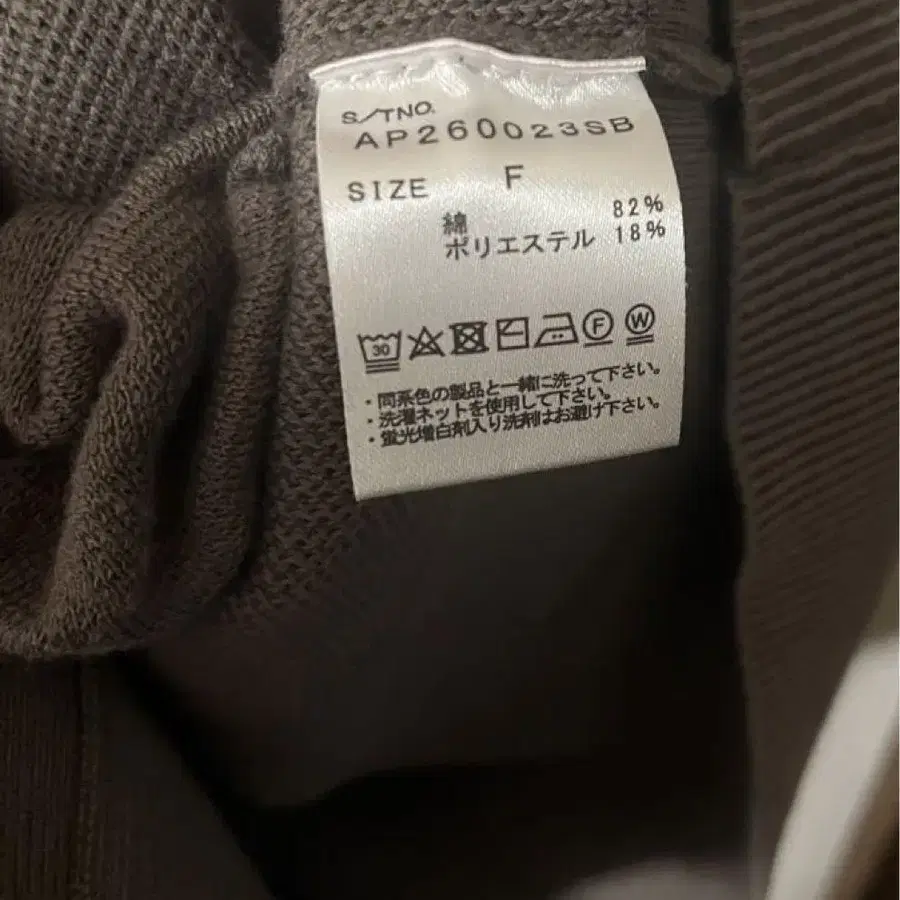 S/TNO.
AP260023SB
SIZE F
綿 82%
ポリエステル 18%
30 F W
・同系色の製品と一緒に洗って下さい。
・洗濯ネットを使用して下さい。
・蛍光増白剤入り洗剤はお避け下さい。